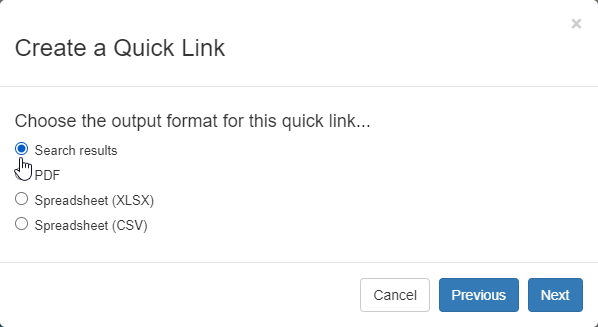 ×
Create a Quick Link
Choose the output format for this quick link...
Search results
PDF
Spreadsheet (XLSX)
Spreadsheet (CSV)
Cancel Previous Next